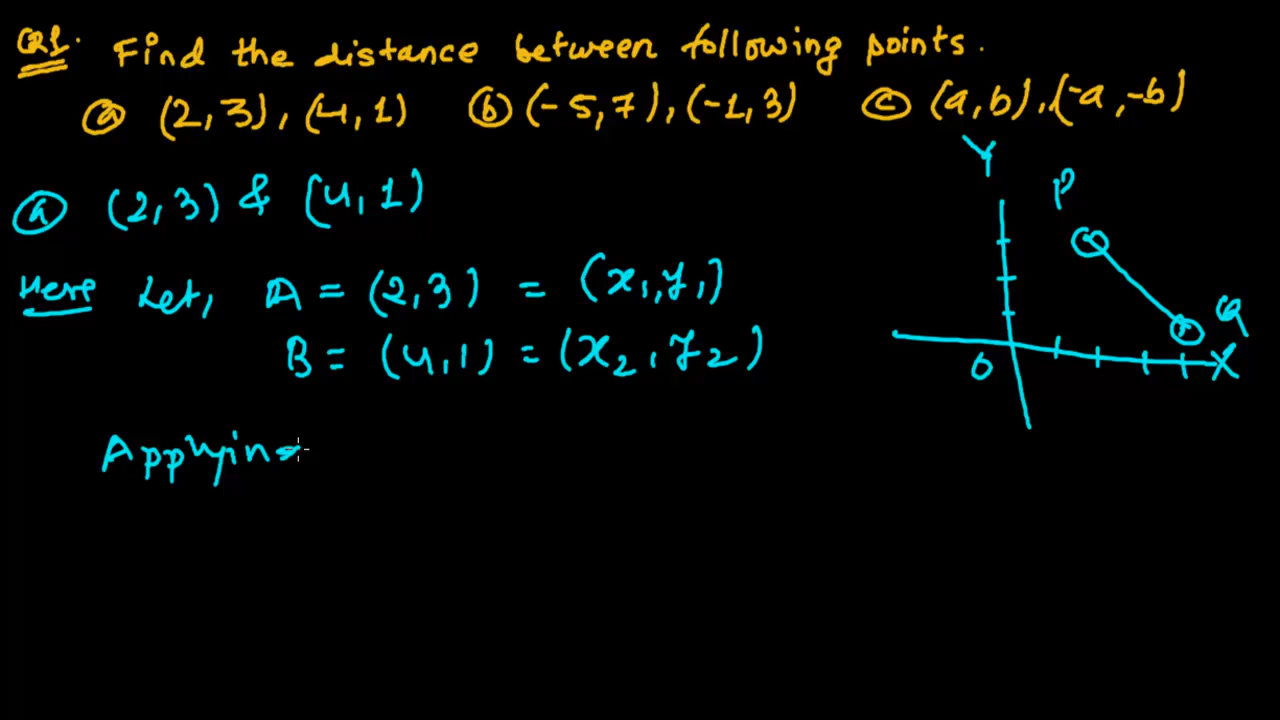 Q1. Find the distance between following points.
(a) (2,3), (4,1) (b) (-5,7), (-1,3) (c) (a,b), (-a,-b)
(a) (2,3) & (4,1)
Here Let, A = (2,3) = (x₁,y₁)
B = (4,1) = (x₂,y₂)
Applying
Y
P
Q
O
X